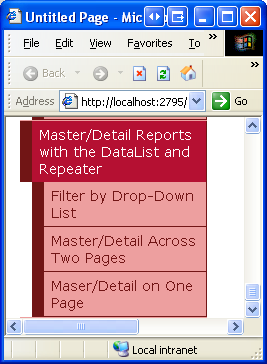 Untitled Page - Mic
File Edit View Favorites To »
Back
Address http://localhost:2795/ Go
Master/Detail Reports
with the DataList and
Repeater
Filter by Drop-Down
List
Master/Detail Across
Two Pages
Maser/Detail on One
Page
Local intranet